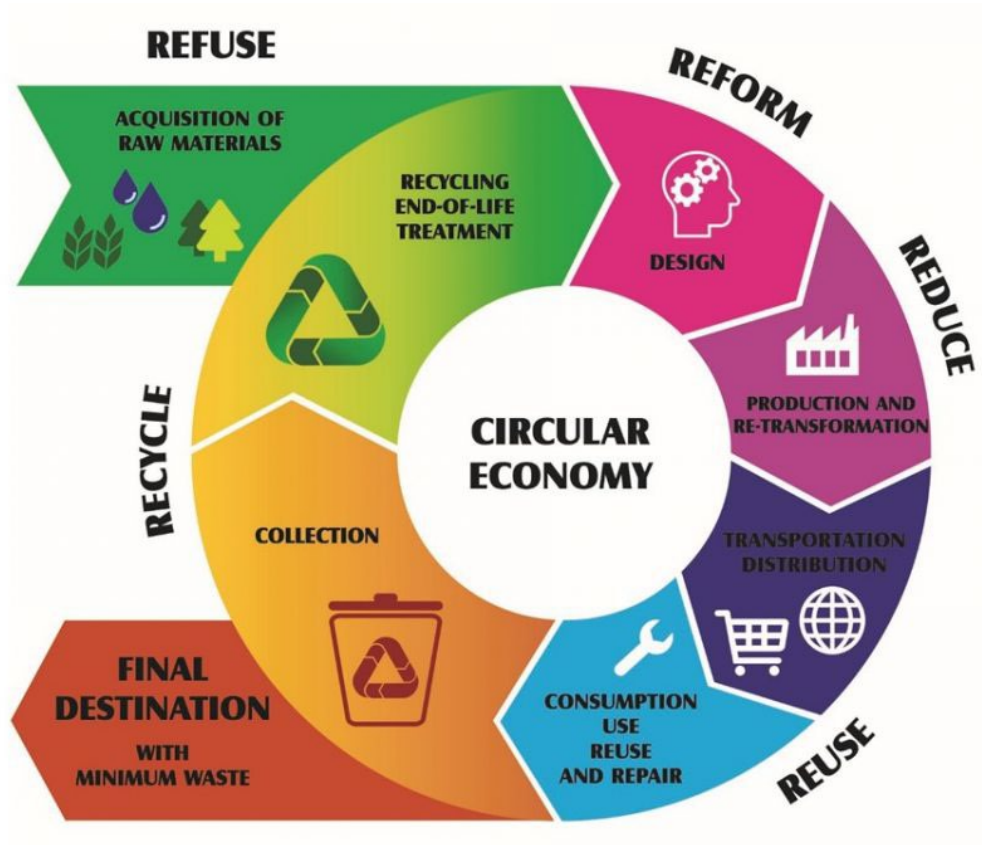 REFUSE
ACQUISITION OF
RAW MATERIALS
RECYCLING
END-OF-LIFE
TREATMENT
REFORM
DESIGN
REDUCE
PRODUCTION AND
RE-TRANSFORMATION
TRANSPORTATION
DISTRIBUTION
REUSE
CONSUMPTION
USE
REUSE
AND REPAIR
COLLECTION
RECYCLE
FINAL
DESTINATION
WITH
MINIMUM WASTE
CIRCULAR
ECONOMY